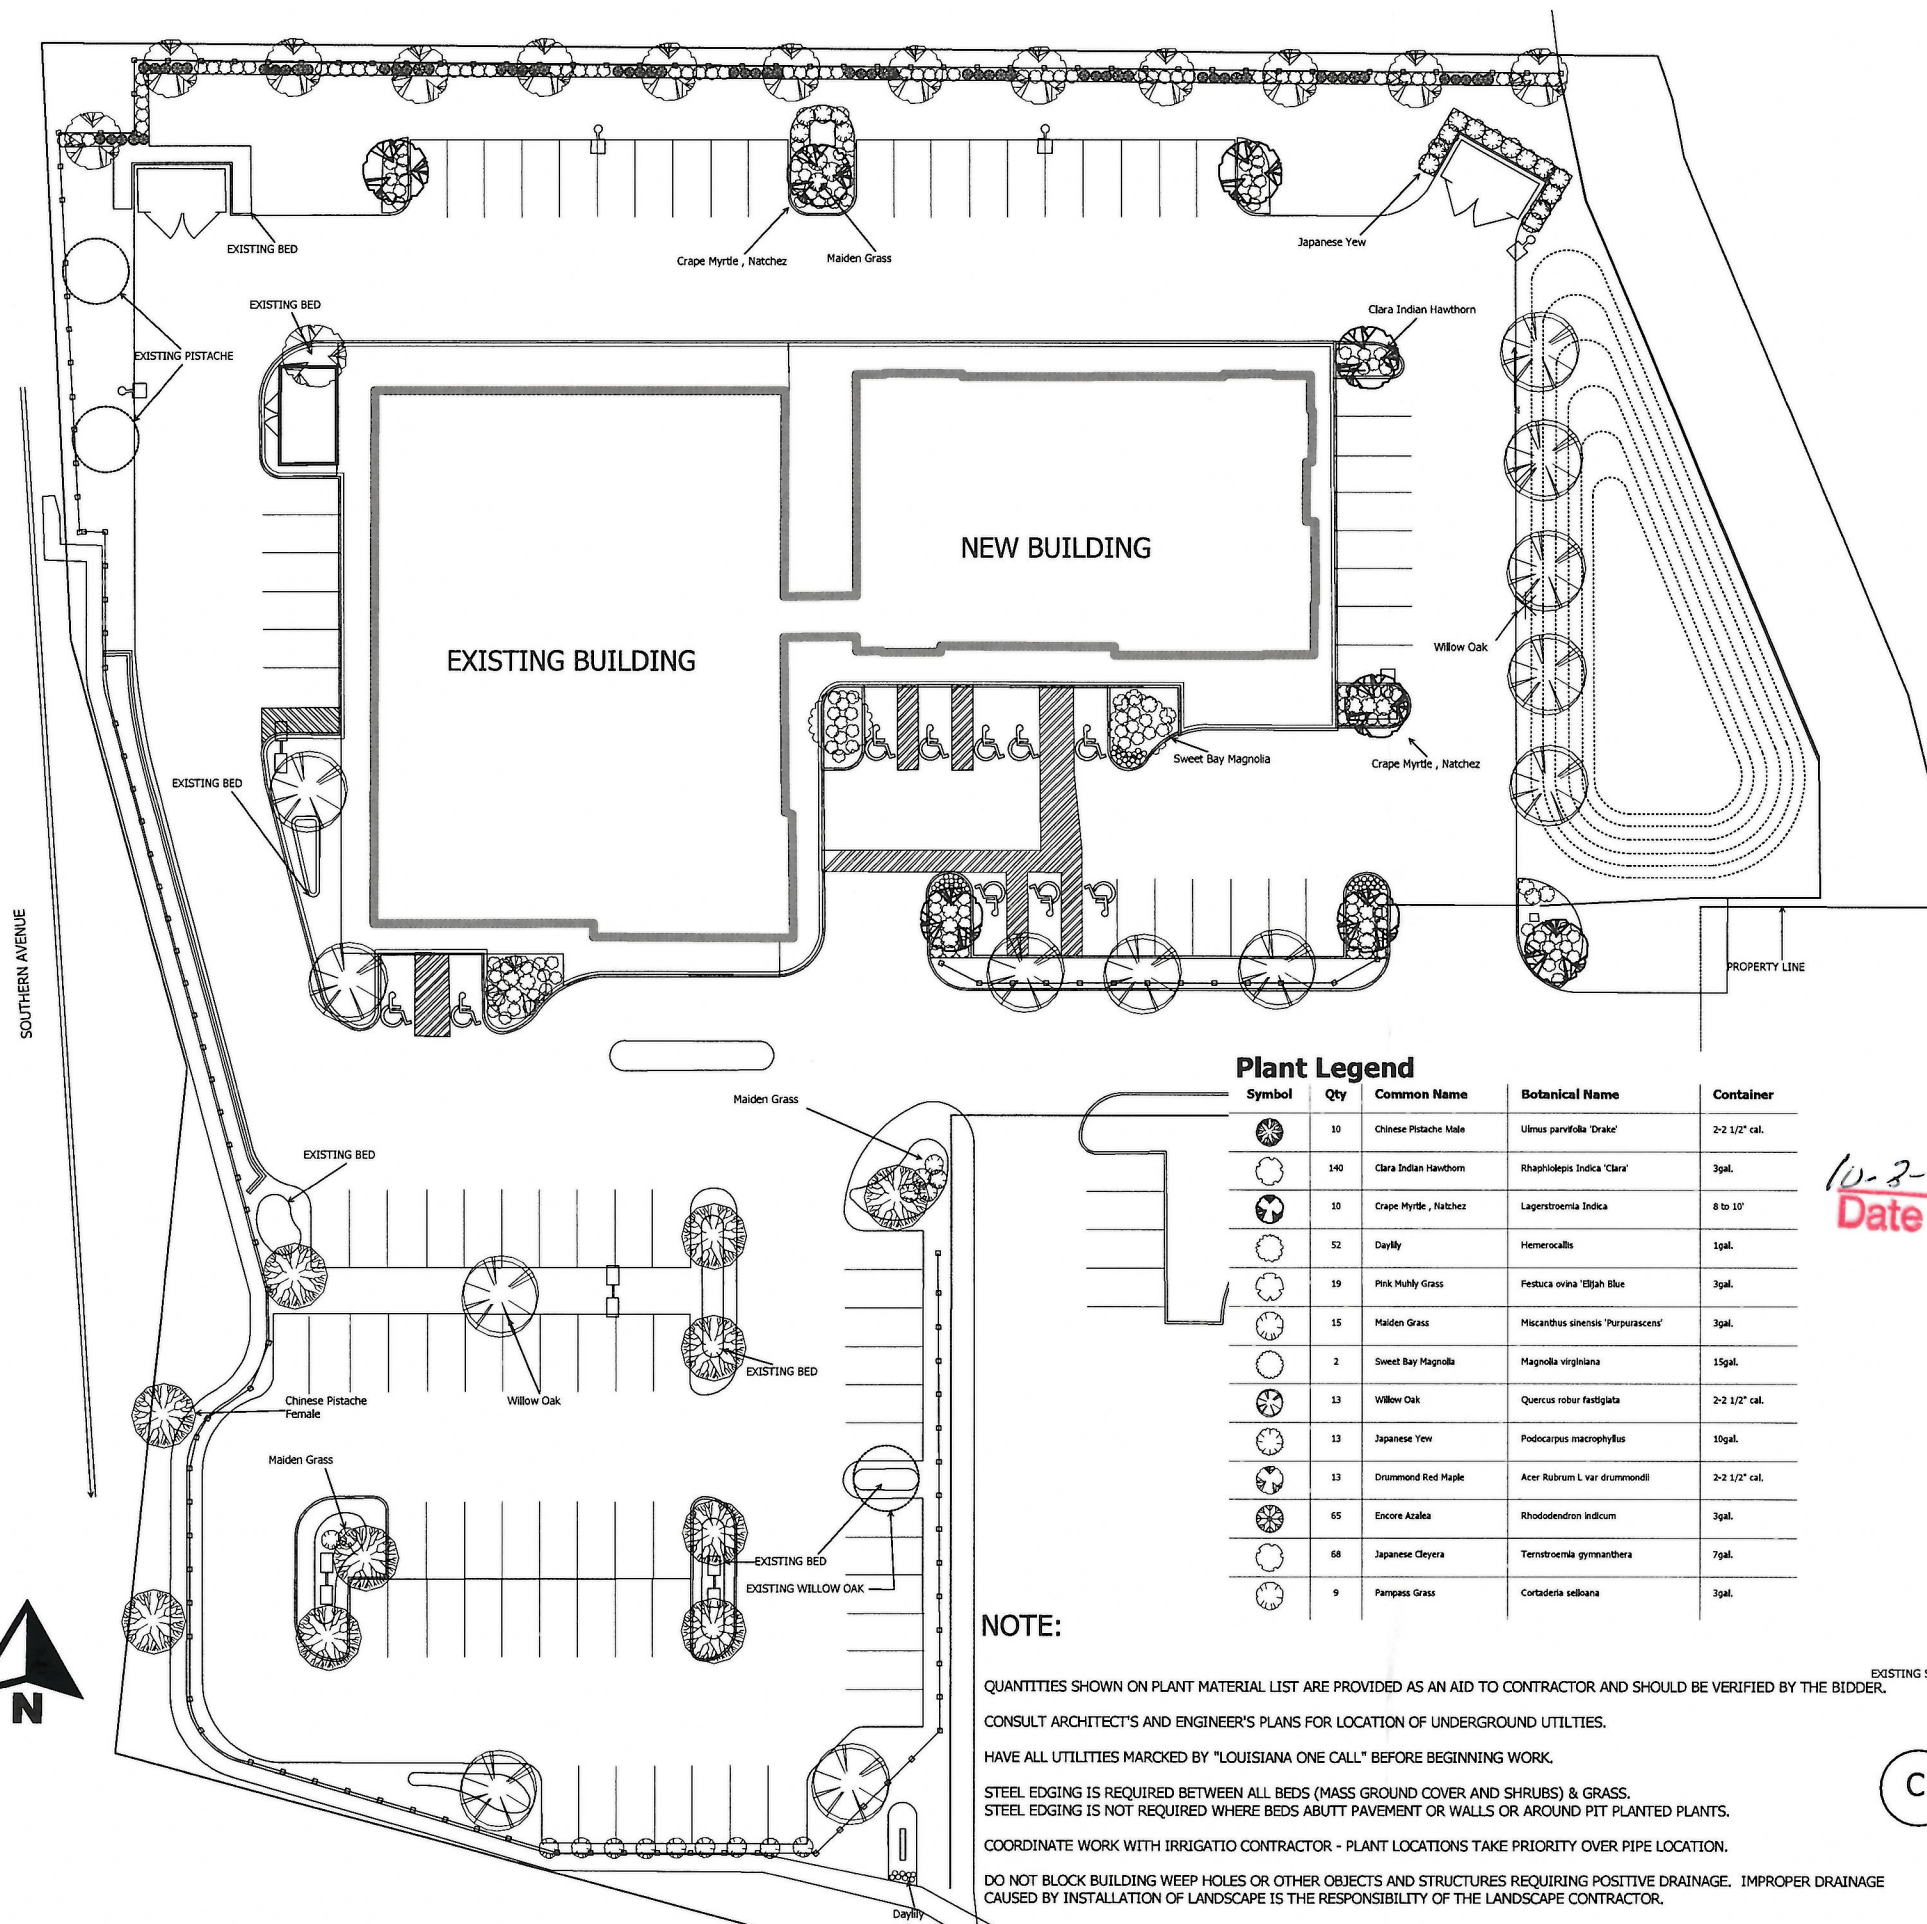 EXISTING BED
Crape Myrtle , Natchez
Maiden Grass
Japanese Yew
EXISTING BED
Clara Indian Hawthorn
EXISTING PISTACHE
NEW BUILDING
EXISTING BUILDING
Willow Oak
Sweet Bay Magnolia
Crape Myrtle , Natchez
EXISTING BED
SOUTHERN AVENUE
PROPERTY LINE
Maiden Grass
EXISTING BED
EXISTING BED
Chinese Pistache
Female
Willow Oak
Maiden Grass
EXISTING BED
EXISTING WILLOW OAK
N
Daylily
Plant Legend
Symbol Qty Common Name Botanical Name Container
10 Chinese Pistache Male Ulmus parvifolia 'Drake' 2-2 1/2" cal.
140 Clara Indian Hawthorn Rhaphiolepis Indica 'Clara' 3gal.
10 Crape Myrtle , Natchez Lagerstroemia Indica 8 to 10'
52 Daylily Hemerocallis 1gal.
19 Pink Muhly Grass Festuca ovina 'Elijah Blue 3gal.
15 Maiden Grass Miscanthus sinensis 'Purpurascens' 3gal.
2 Sweet Bay Magnolia Magnolia virginiana 15gal.
13 Willow Oak Quercus robur fastigiata 2-2 1/2" cal.
13 Japanese Yew Podocarpus macrophyllus 10gal.
13 Drummond Red Maple Acer Rubrum L var drummondii 2-2 1/2" cal.
65 Encore Azalea Rhododendron indicum 3gal.
68 Japanese Cleyera Ternstroemia gymnanthera 7gal.
9 Pampass Grass Cortaderia selloana 3gal.
10-2-
Date
NOTE:
EXISTING S
QUANTITIES SHOWN ON PLANT MATERIAL LIST ARE PROVIDED AS AN AID TO CONTRACTOR AND SHOULD BE VERIFIED BY THE BIDDER.
CONSULT ARCHITECT'S AND ENGINEER'S PLANS FOR LOCATION OF UNDERGROUND UTILTIES.
HAVE ALL UTILITIES MARCKED BY "LOUISIANA ONE CALL" BEFORE BEGINNING WORK.
C
STEEL EDGING IS REQUIRED BETWEEN ALL BEDS (MASS GROUND COVER AND SHRUBS) & GRASS.
STEEL EDGING IS NOT REQUIRED WHERE BEDS ABUTT PAVEMENT OR WALLS OR AROUND PIT PLANTED PLANTS.
COORDINATE WORK WITH IRRIGATIO CONTRACTOR - PLANT LOCATIONS TAKE PRIORITY OVER PIPE LOCATION.
DO NOT BLOCK BUILDING WEEP HOLES OR OTHER OBJECTS AND STRUCTURES REQUIRING POSITIVE DRAINAGE. IMPROPER DRAINAGE
CAUSED BY INSTALLATION OF LANDSCAPE IS THE RESPONSIBILITY OF THE LANDSCAPE CONTRACTOR.